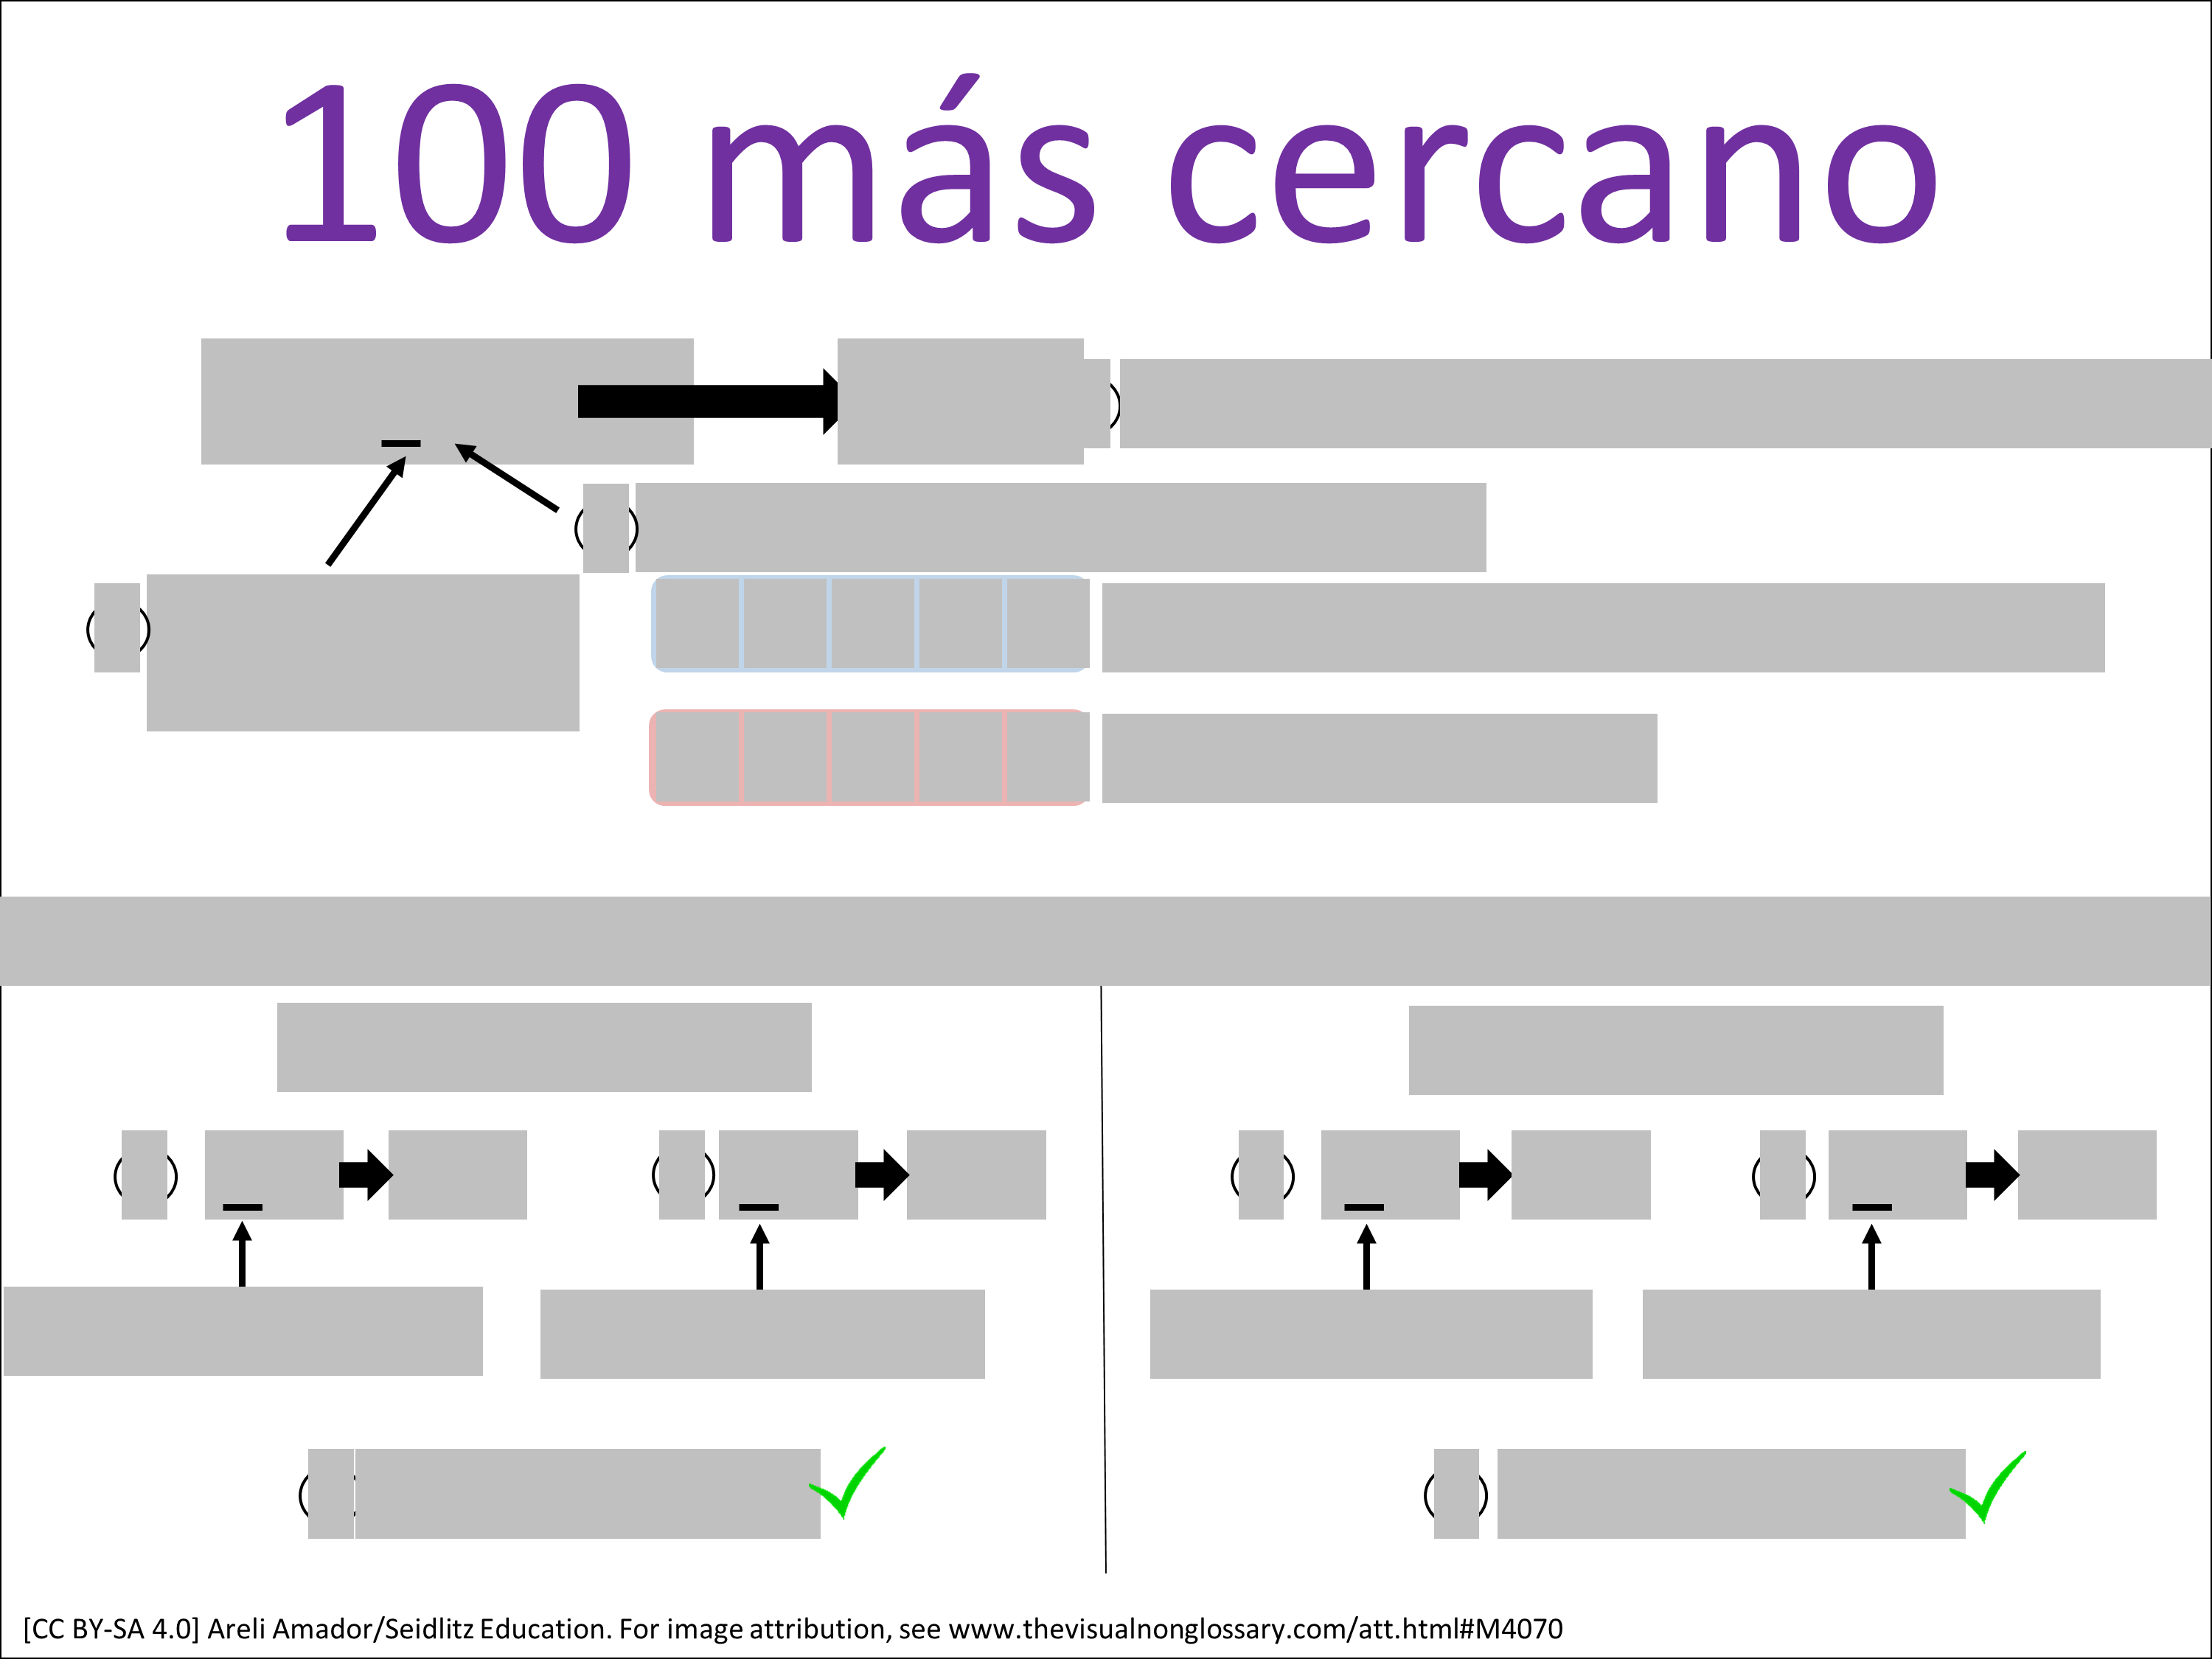 100 más cercano
[CC BY-SA 4.0] Areli Amador/Seidlitz Education. For image attribution, see www.thevisualnonglossary.com/att.html#M4070